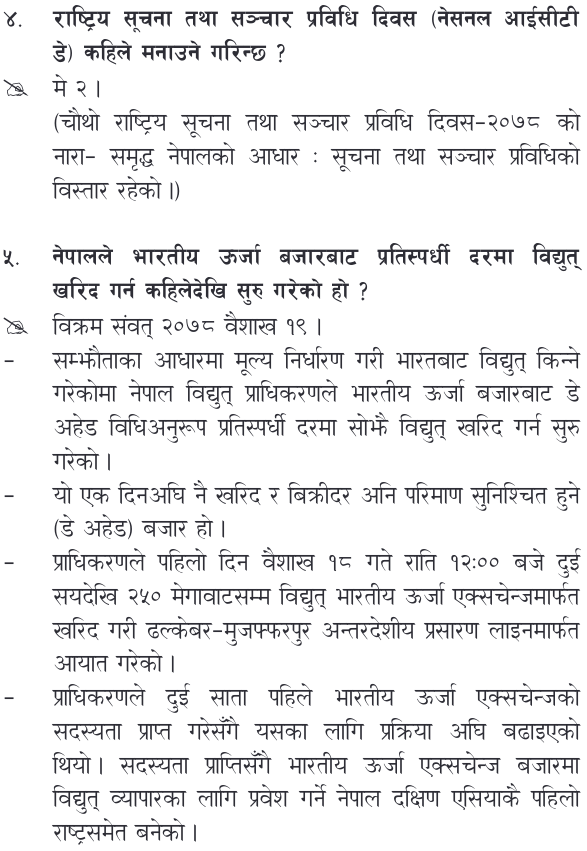 ४. राष्ट्रिय सूचना तथा सञ्चार प्रविधि दिवस (नेसनल आईसीटी
डे) कहिले मनाउने गरिन्छ ?
मे २ ।
(चौथो राष्ट्रिय सूचना तथा सञ्चार प्रविधि दिवस-२०७८ को
नारा- समृद्ध नेपालको आधार : सूचना तथा सञ्चार प्रविधिको
विस्तार रहेको ।)
५. नेपालले भारतीय ऊर्जा बजारबाट प्रतिस्पर्धी दरमा विद्युत्
खरिद गर्न कहिलेदेखि सुरु गरेको हो ?
विक्रम संवत् २०७८ वैशाख १९ ।
- सम्झौताका आधारमा मूल्य निर्धारण गरी भारतबाट विद्युत् किन्ने
गरेकोमा नेपाल विद्युत् प्राधिकरणले भारतीय ऊर्जा बजारबाट डे
अहेड विधिअनुरूप प्रतिस्पर्धी दरमा सोझै विद्युत् खरिद गर्न सुरु
गरेको ।
- यो एक दिनअघि नै खरिद र बिक्रीदर अनि परिमाण सुनिश्चित हुने
(डे अहेड) बजार हो ।
- प्राधिकरणले पहिलो दिन वैशाख १८ गते राति १२:०० बजे दुई
सयदेखि २५० मेगावाटसम्म विद्युत् भारतीय ऊर्जा एक्सचेन्जमार्फत
खरिद गरी ढल्केबर-मुजफ्फरपुर अन्तरदेशीय प्रसारण लाइनमार्फत
आयात गरेको ।
- प्राधिकरणले दुई साता पहिले भारतीय ऊर्जा एक्सचेन्जको
सदस्यता प्राप्त गरेसँगै यसका लागि प्रक्रिया अघि बढाइएको
थियो । सदस्यता प्राप्तिसँगै भारतीय ऊर्जा एक्सचेन्ज बजारमा
विद्युत् व्यापारका लागि प्रवेश गर्ने नेपाल दक्षिण एसियाकै पहिलो
राष्ट्रसमेत बनेको ।